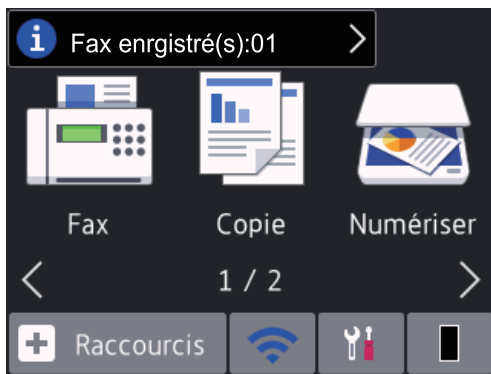 Fax enrgistré(s):01
Fax Copie Numériser
1 / 2
Raccourcis